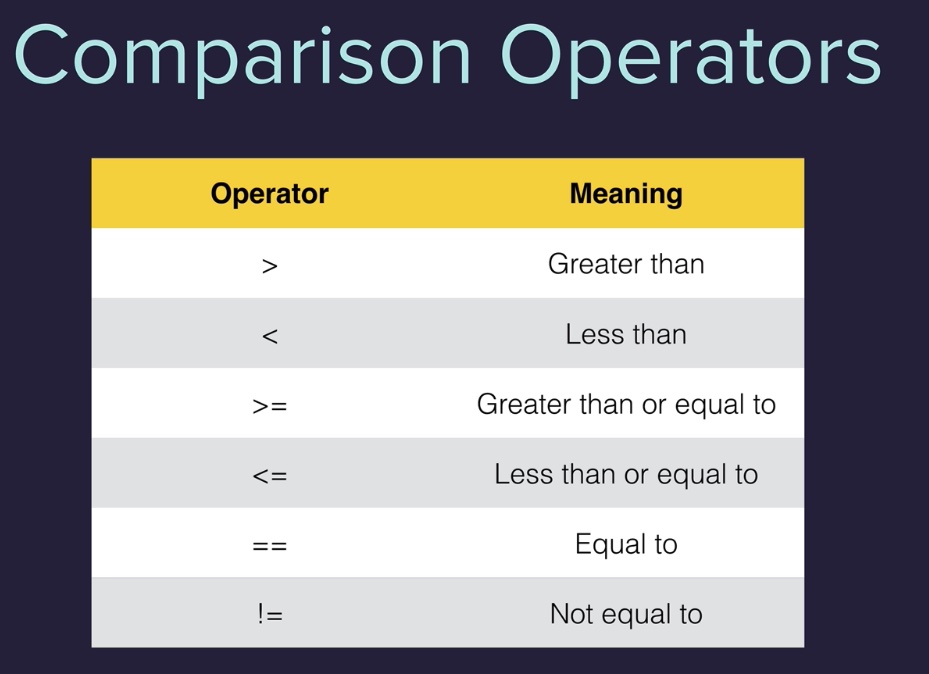 Comparison Operators
Operator Meaning
> Greater than
< Less than
>= Greater than or equal to
<= Less than or equal to
== Equal to
!= Not equal to